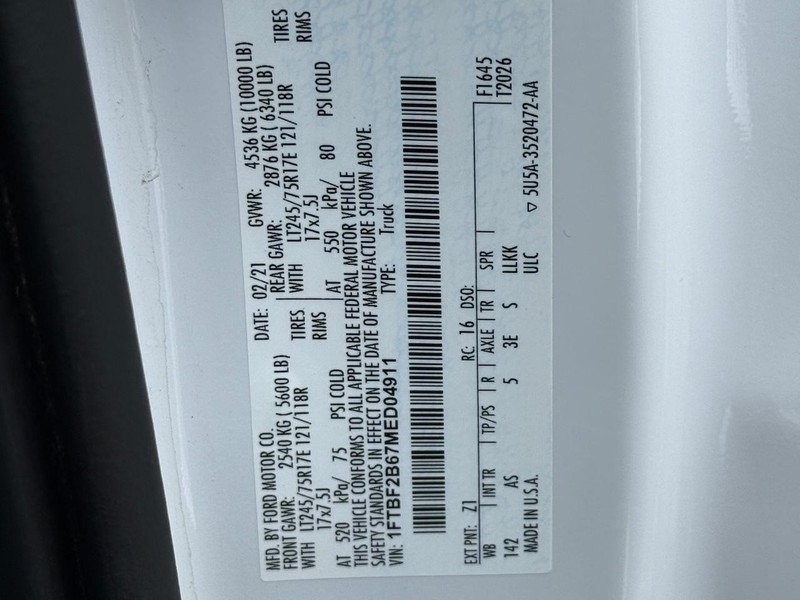 MFD. BY FORD MOTOR CO.
DATE: 02/21 GVWR: 4536 KG (10000 LB)
FRONT GAWR: 2540 KG ( 5600 LB) REAR GAWR: 2876 KG ( 6340 LB)
WITH LT245/75R17E 121/118R TIRES WITH LT245/75R17E 121/118R TIRES
17x7.5J RIMS 17x7.5J RIMS
AT 520 kPa/ 75 PSI COLD AT 550 kPa/ 80 PSI COLD
THIS VEHICLE CONFORMS TO ALL APPLICABLE FEDERAL MOTOR VEHICLE
SAFETY STANDARDS IN EFFECT ON THE DATE OF MANUFACTURE SHOWN ABOVE.
VIN: 1FTBF2B67MED04911 TYPE: Truck
F1645
EXT PNT: Z1 RC: 16 DSO: T2026
WB INT TR TP/PS R AXLE TR SPR
142 AS 5 3E S LLKK
MADE IN U.S.A. ULC ▽ 5U5A-3520472-AA